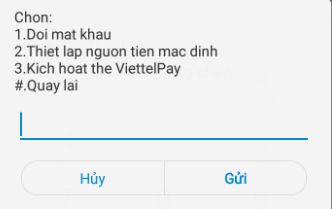 Chon:
1.Doi mat khau
2.Thiet lap nguon tien mac dinh
3.Kich hoat the ViettelPay
#.Quay lai
Hủy Gửi